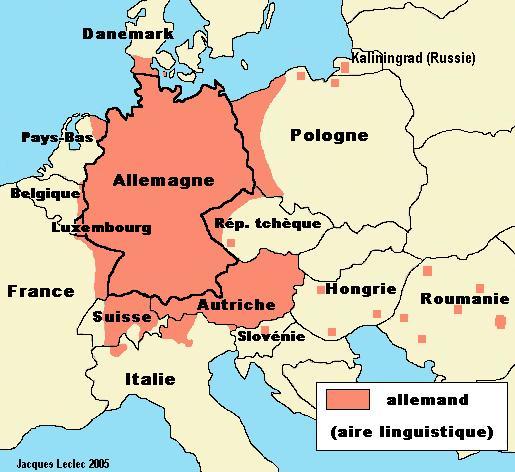 Danemark
Kaliningrad (Russie)
Pays-Bas
Pologne
Allemagne
Belgique
Luxembourg
Rép. tchèque
France
Hongrie
Roumanie
Autriche
Suisse
Slovénie
Italie
allemand
(aire linguistique)
Jacques Leclec 2005